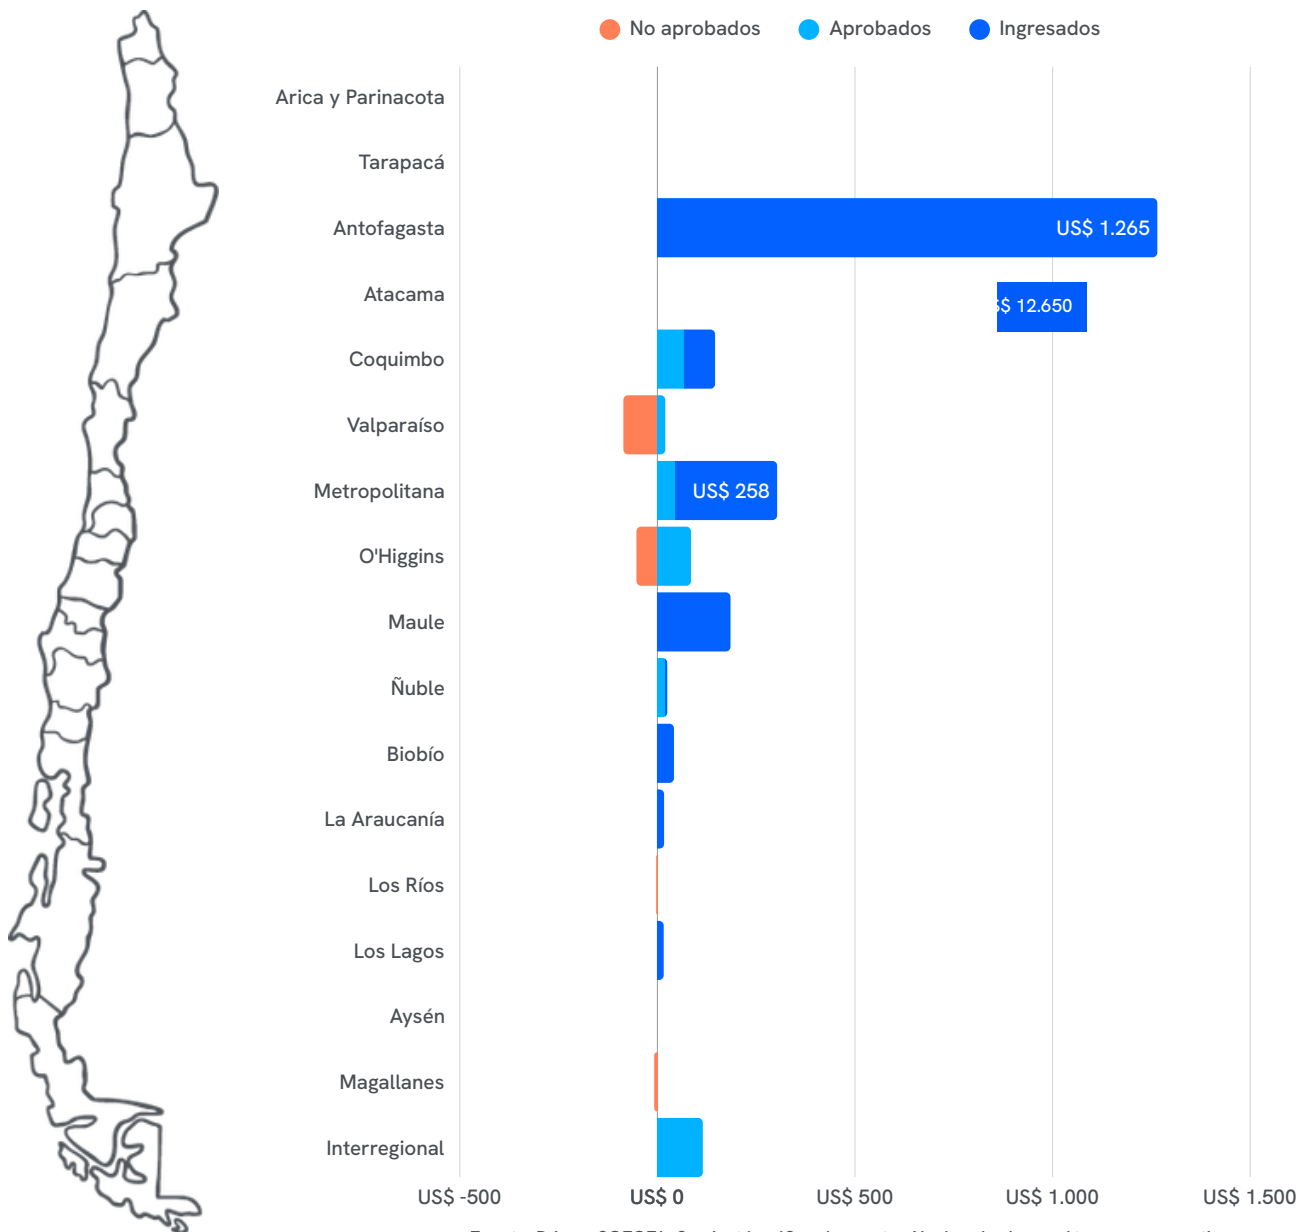 No aprobados
Aprobados
Ingresados
Arica y Parinacota
Tarapacá
Antofagasta
US$ 1.265
Atacama
$ 12.650
Coquimbo
Valparaíso
Metropolitana
US$ 258
O'Higgins
Maule
Ñuble
Biobío
La Araucanía
Los Ríos
Los Lagos
Aysén
Magallanes
Interregional
US$ -500
US$ 0
US$ 500
US$ 1.000
US$ 1.500